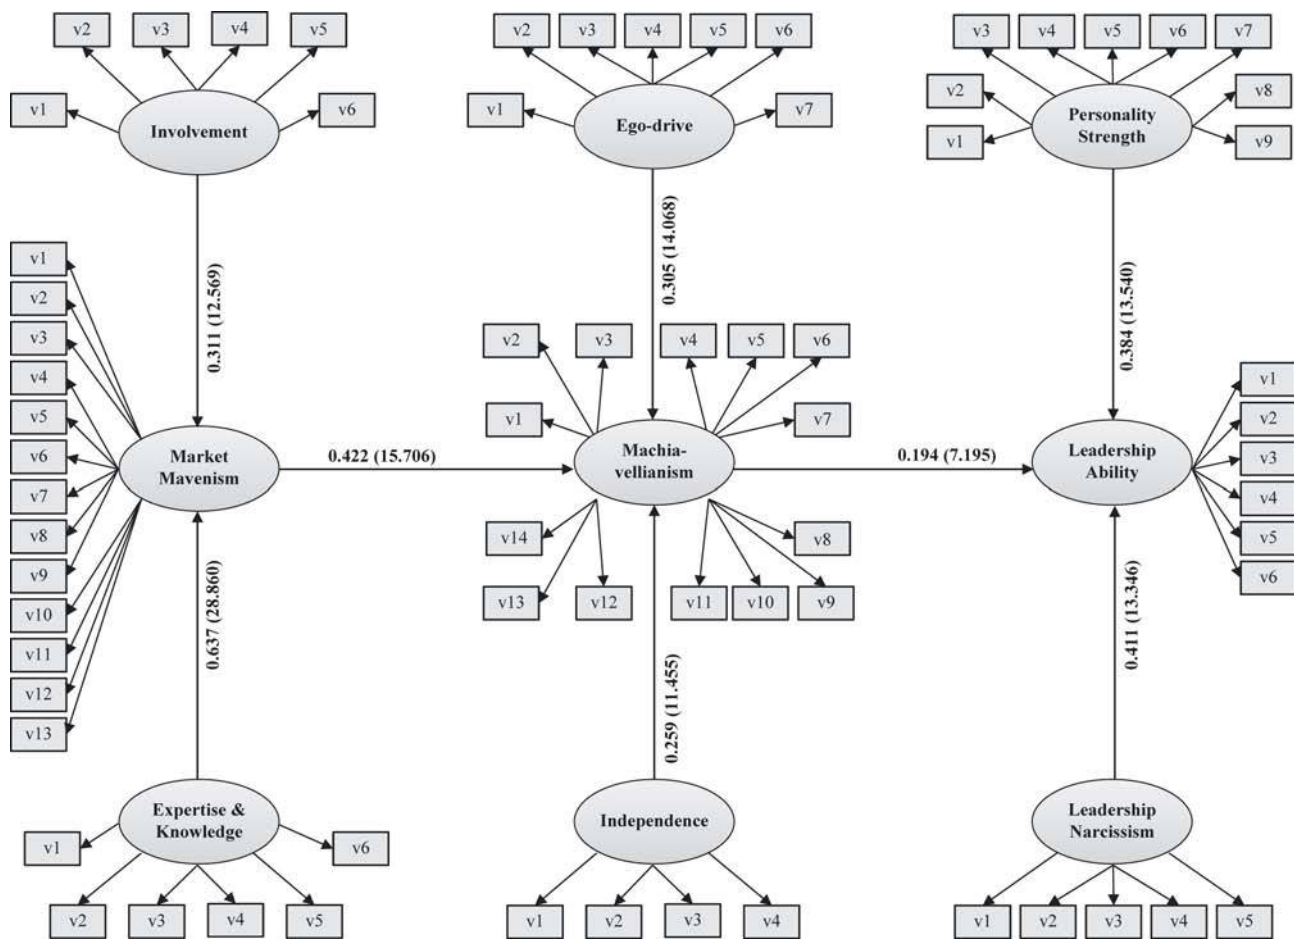 v2
v3
v4
v5
v1
v6
Involvement
v2
v3
v4
v5
v6
v1
v7
Ego-drive
v3
v4
v5
v6
v7
v2
v8
v1
v9
Personality
Strength
0.311 (12.569)
0.305 (14.068)
0.384 (13.540)
v1
v2
v3
v4
v5
v6
v7
v8
v9
v10
v11
v12
v13
Market
Mavenism
0.422 (15.706)
v2
v3
v4
v5
v6
v1
v7
Machia-
vellianism
v14
v8
v13
v12
v11
v10
v9
0.194 (7.195)
Leadership
Ability
v1
v2
v3
v4
v5
v6
0.637 (28.860)
0.259 (11.455)
0.411 (13.346)
Expertise &
Knowledge
v1
v6
v2
v3
v4
v5
Independence
v1
v2
v3
v4
Leadership
Narcissism
v1
v2
v3
v4
v5